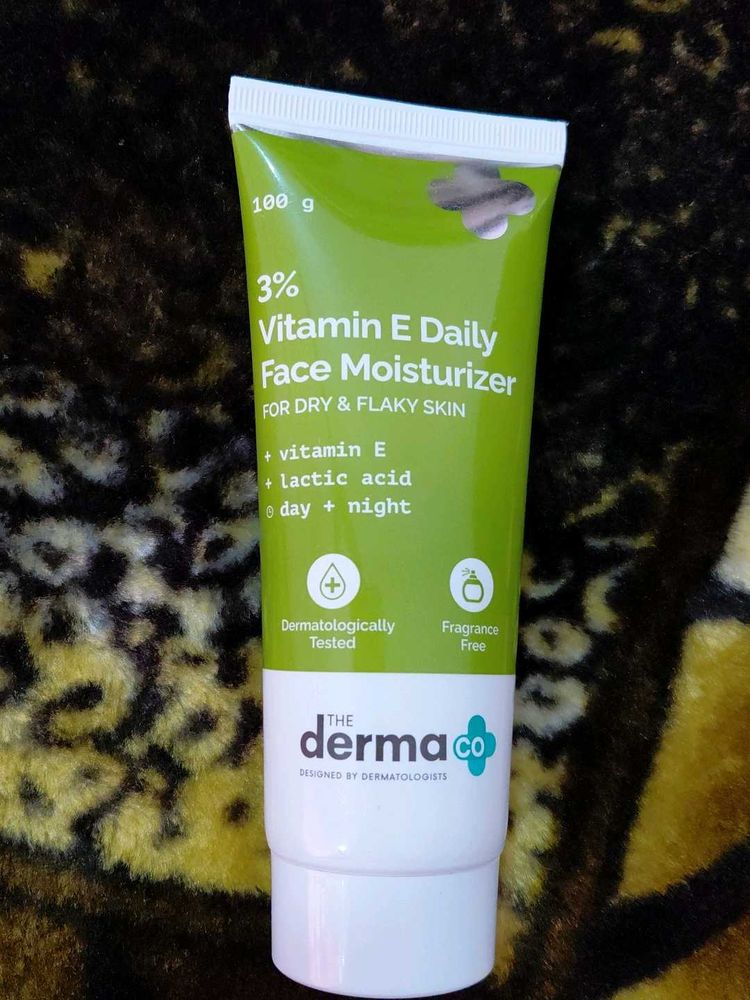 100 g
3%
Vitamin E Daily
Face Moisturizer
FOR DRY & FLAKY SKIN
+ vitamin E
+ lactic acid
day + night
Dermatologically
Tested
Fragrance
Free
THE
derma co
DESIGNED BY DERMATOLOGISTS